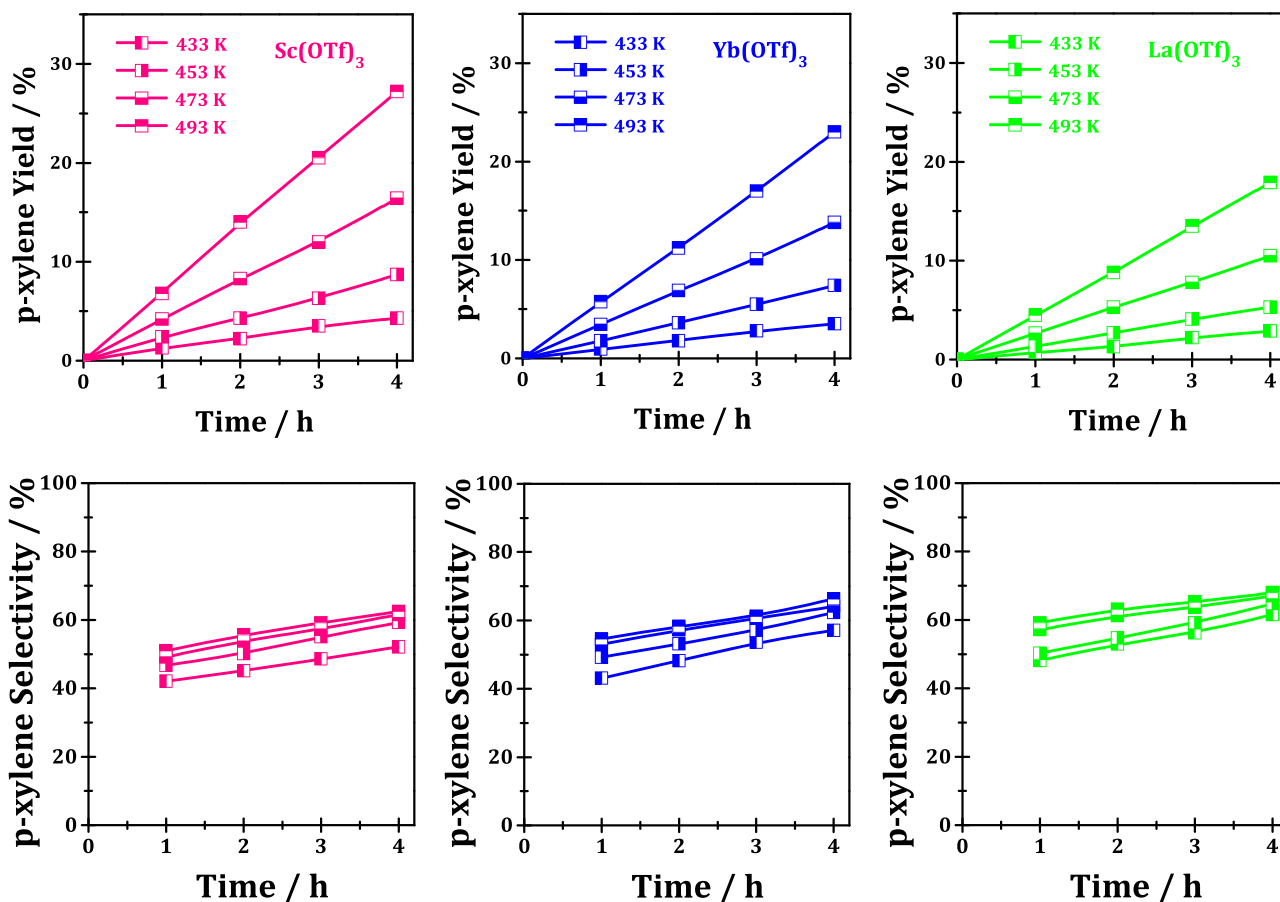 p-xylene Yield / %
30
20
10
0
433 K
453 K
473 K
493 K
Sc(OTf)3
0 1 2 3 4
Time / h
p-xylene Yield / %
30
20
10
0
433 K
453 K
473 K
493 K
Yb(OTf)3
0 1 2 3 4
Time / h
p-xylene Yield / %
30
20
10
0
433 K
453 K
473 K
493 K
La(OTf)3
0 1 2 3 4
Time / h
p-xylene Selectivity / %
100
80
60
40
20
0
0 1 2 3 4
Time / h
p-xylene Selectivity / %
100
80
60
40
20
0
0 1 2 3 4
Time / h
p-xylene Selectivity / %
100
80
60
40
20
0
0 1 2 3 4
Time / h